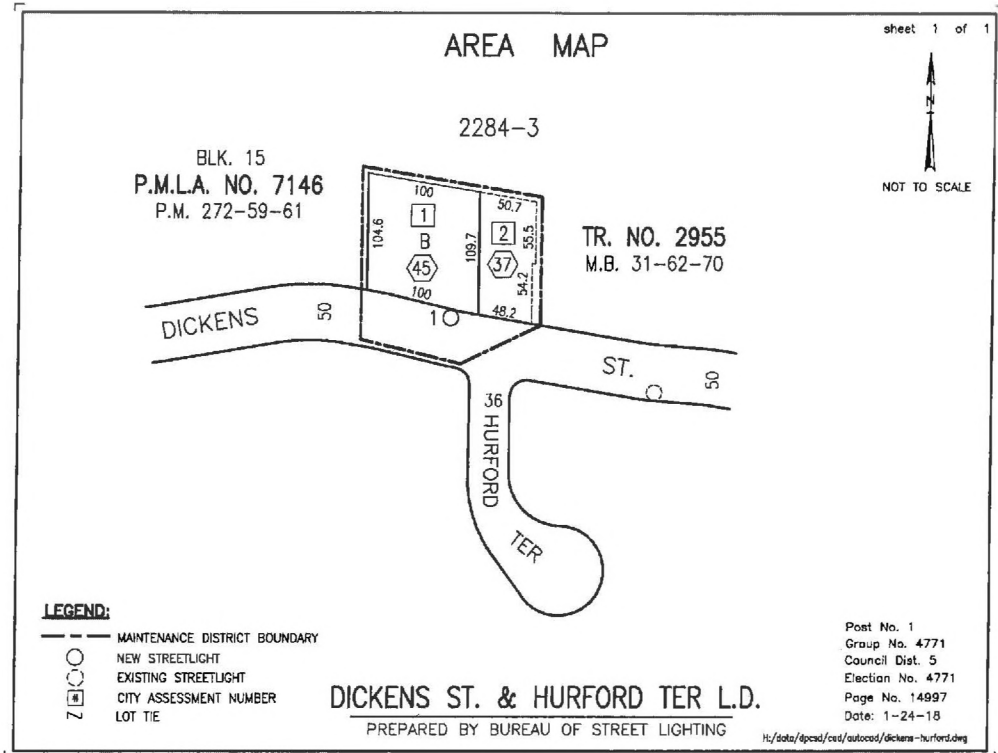 sheet 1 of 1
AREA MAP
N
NOT TO SCALE
2284-3
BLK. 15
P.M.L.A. NO. 7146
P.M. 272-59-61
TR. NO. 2955
M.B. 31-62-70
100
50.7
104.6
1
B
45
109.7
2
37
55.5
54.2
100
48.2
1
DICKENS
50
ST.
50
36
HURFORD
TER
LEGEND:
MAINTENANCE DISTRICT BOUNDARY
NEW STREETLIGHT
EXISTING STREETLIGHT
# CITY ASSESSMENT NUMBER
Z LOT TIE
DICKENS ST. & HURFORD TER L.D.
PREPARED BY BUREAU OF STREET LIGHTING
Post No. 1
Group No. 4771
Council Dist. 5
Election No. 4771
Page No. 14997
Date: 1-24-18
H:/data/dpcsd/cad/autocad/dickens-hurford.dwg